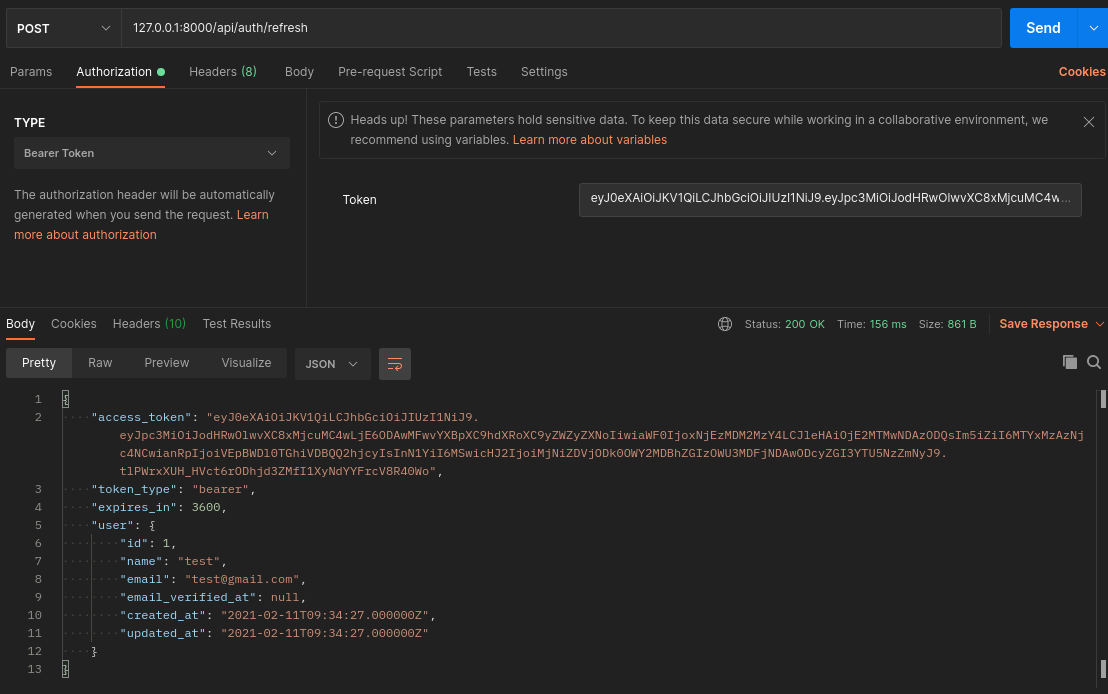 POST 127.0.0.1:8000/api/auth/refresh Send
Params Authorization Headers (8) Body Pre-request Script Tests Settings Cookies
TYPE
Bearer Token
The authorization header will be automatically
generated when you send the request. Learn
more about authorization
Heads up! These parameters hold sensitive data. To keep this data secure while working in a collaborative environment, we
recommend using variables. Learn more about variables
Token eyJ0eXAiOiJKV1QiLCJhbGciOiJIUzI1NiJ9.eyJpc3MiOiJodHRwOlwvXC8xMjcuMC4w...
Body Cookies Headers (10) Test Results Status: 200 OK Time: 156 ms Size: 861 B Save Response
Pretty Raw Preview Visualize JSON
1 {
2 "access_token": "eyJ0eXAiOiJKV1QiLCJhbGciOiJIUzI1NiJ9.
eyJpc3MiOiJodHRwOlwvXC8xMjcuMC4wLjE6ODAwMFwvYXBpXC9hdXRoXC9yZWZyZXNoIiwiaWF0IjoxNjEzMDM2MzY4LCJleHAiOjE2MTMwNDAzODQsIm5iZiI6MTYxMzAzNj
c4NCwianRpIjoiVEpBWDl0TGhiVDBQQ2hjcyIsInN1YiI6MSwicHJ2IjoiMjNiZDVjODk0OWY2MDBhZGIzOWU3MDFjNDAwODcyZGI3YTU5NzZmNyJ9.
tlPWrxXUH_HVct6rODhjd3ZMfI1XyNdYYFrcV8R40Wo",
3 "token_type": "bearer",
4 "expires_in": 3600,
5 "user": {
6 "id": 1,
7 "name": "test",
8 "email": "test@gmail.com",
9 "email_verified_at": null,
10 "created_at": "2021-02-11T09:34:27.000000Z",
11 "updated_at": "2021-02-11T09:34:27.000000Z"
12 }
13 }